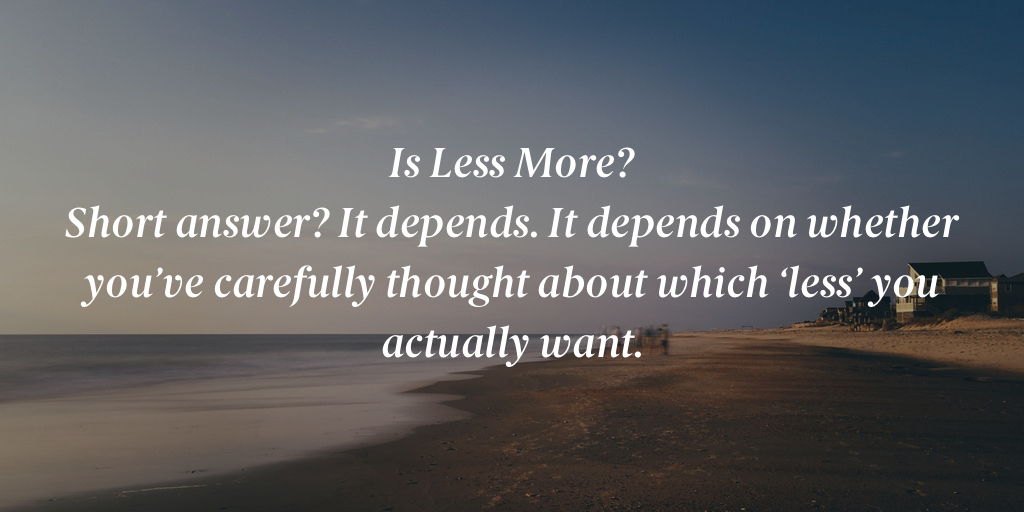 Is Less More?
Short answer? It depends. It depends on whether
you’ve carefully thought about which ‘less’ you
actually want.